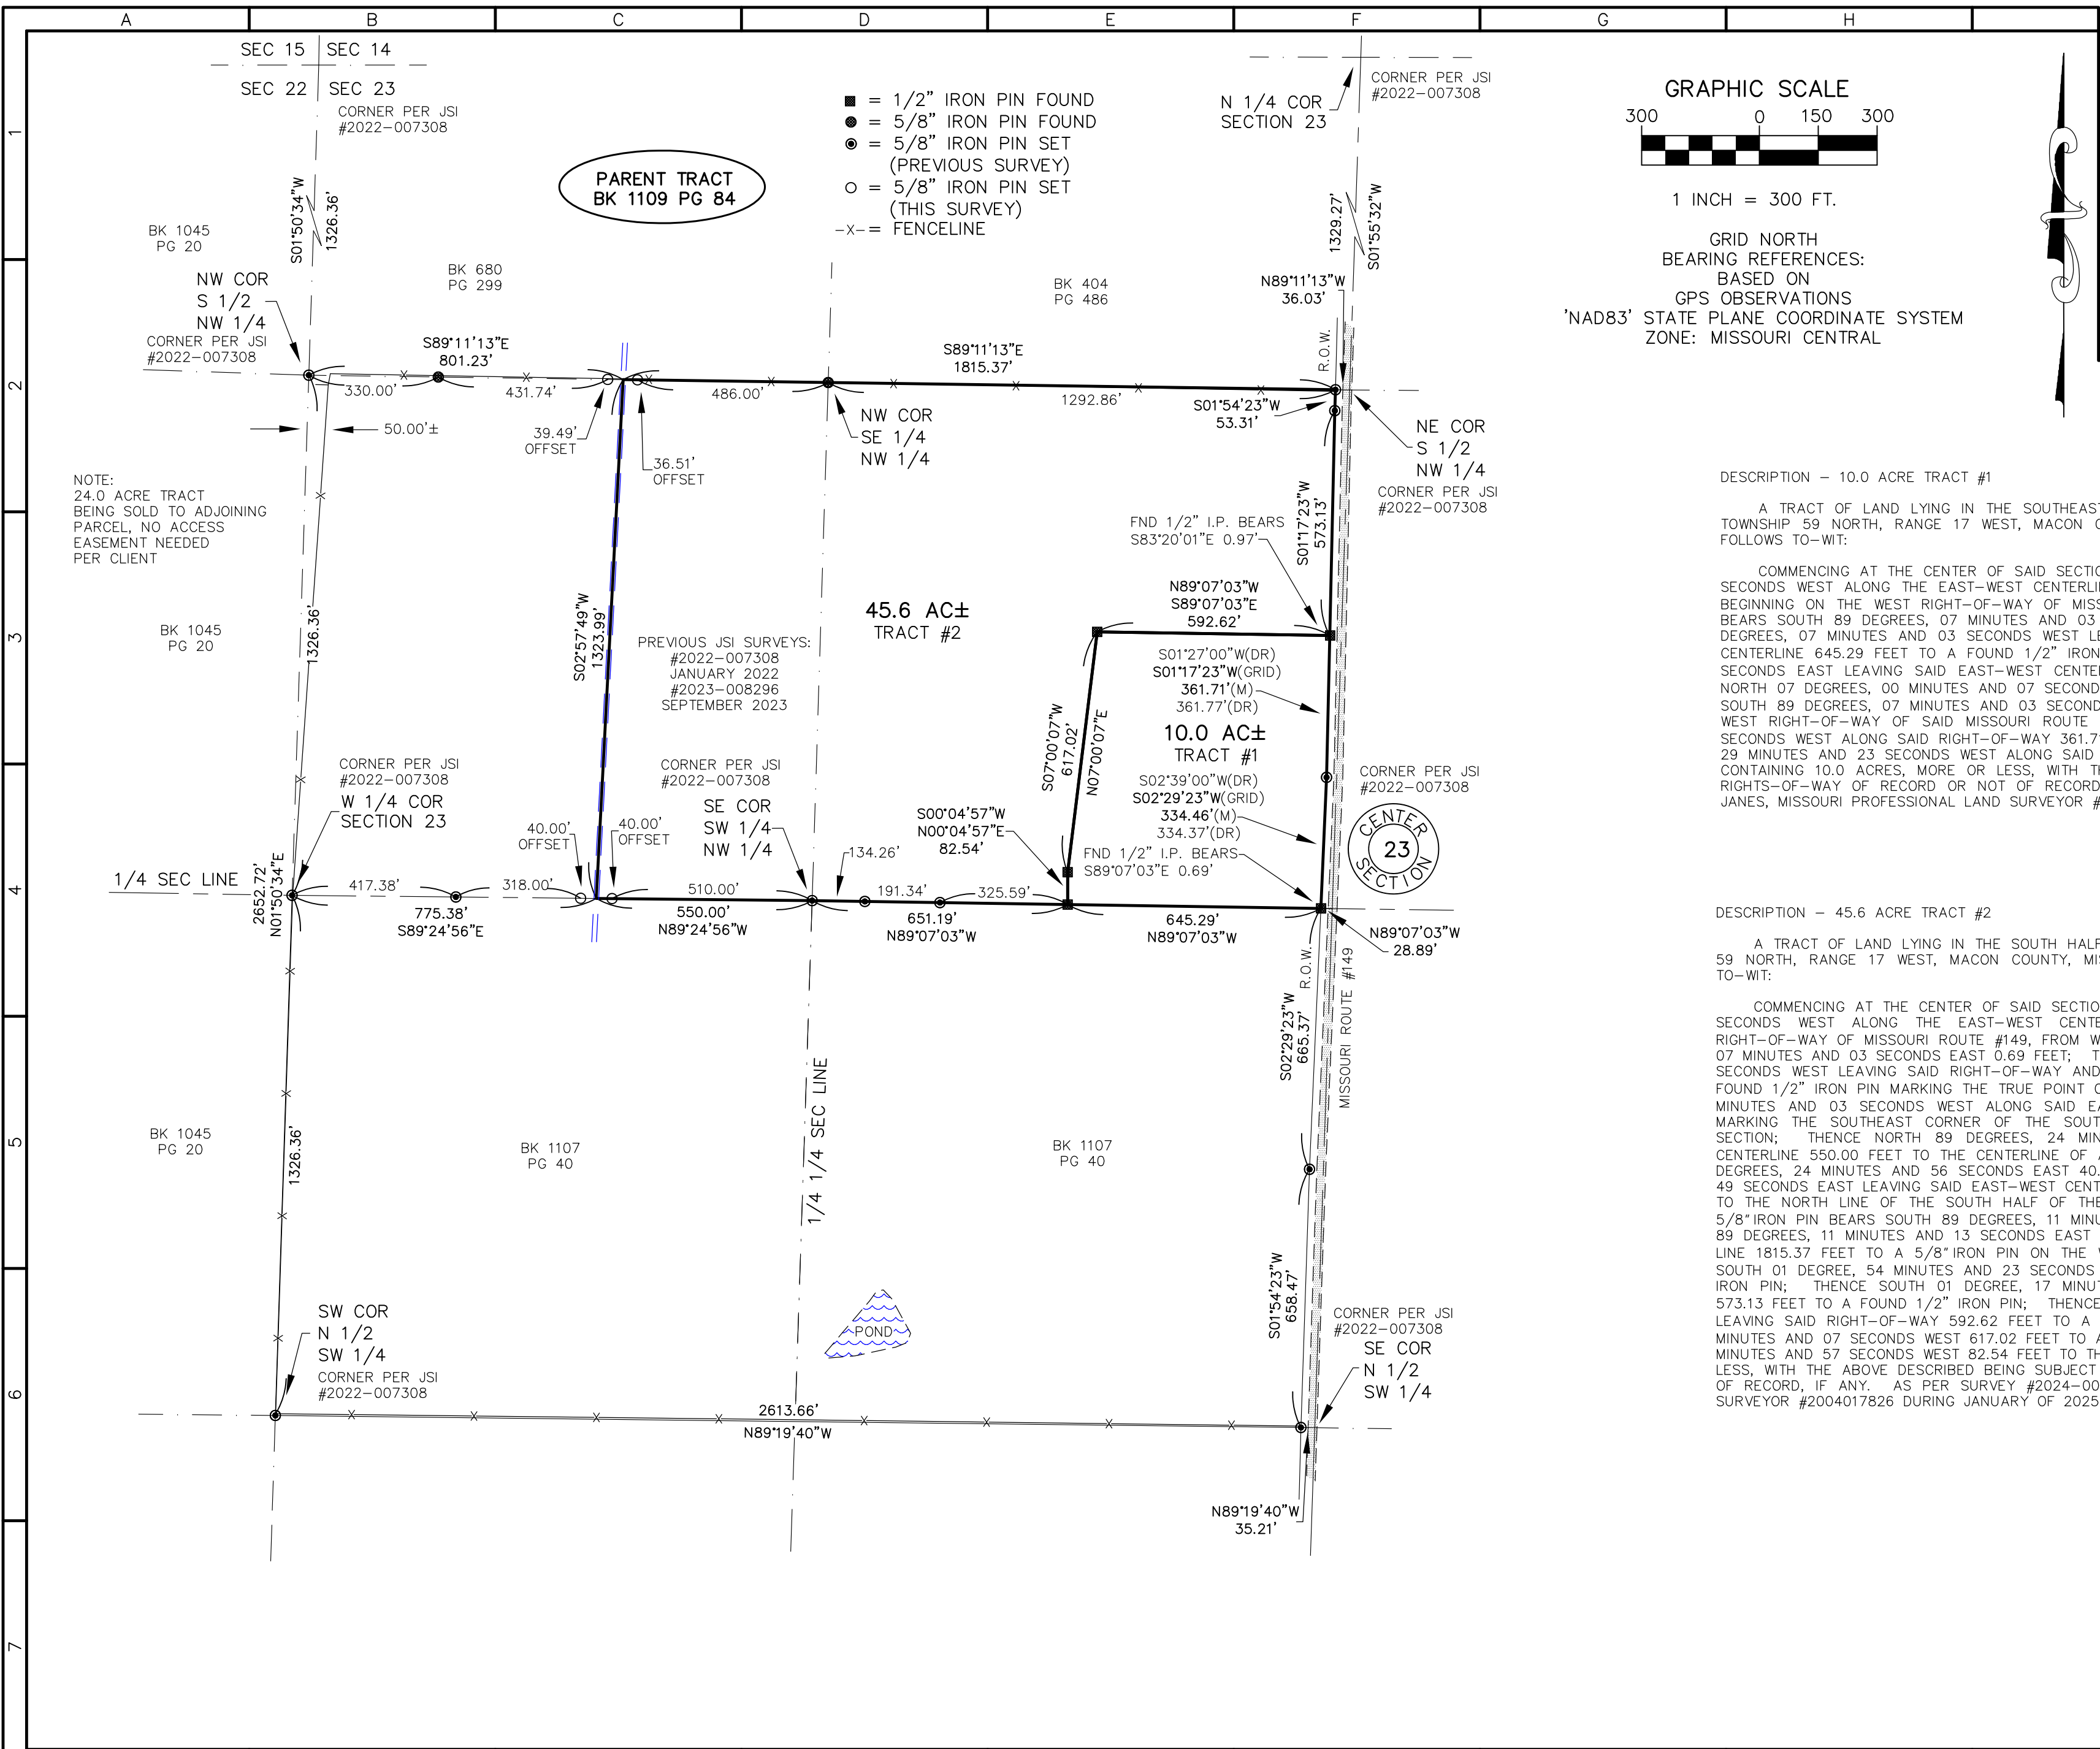 A B C D E F G H
1
2
3
4
5
6
7
SEC 15 SEC 14
SEC 22 SEC 23
CORNER PER JSI
#2022-007308
S01°50'34"W
1326.36'
BK 1045
PG 20
PARENT TRACT
BK 1109 PG 84
= 1/2" IRON PIN FOUND
= 5/8" IRON PIN FOUND
= 5/8" IRON PIN SET
(PREVIOUS SURVEY)
= 5/8" IRON PIN SET
(THIS SURVEY)
-X-= FENCELINE
N 1/4 COR
SECTION 23
CORNER PER JSI
#2022-007308
1329.27'
S01°55'32"W
GRAPHIC SCALE
300 0 150 300
1 INCH = 300 FT.
GRID NORTH
BEARING REFERENCES:
BASED ON
GPS OBSERVATIONS
'NAD83' STATE PLANE COORDINATE SYSTEM
ZONE: MISSOURI CENTRAL
NW COR
S 1/2
NW 1/4
CORNER PER JSI
#2022-007308
BK 680
PG 299
BK 404
PG 486
N89°11'13"W
36.03'
R.O.W.
S89°11'13"E
801.23'
330.00'
431.74'
486.00'
S89°11'13"E
1815.37'
1292.86'
50.00'±
39.49'
OFFSET
36.51'
OFFSET
NW COR
SE 1/4
NW 1/4
S01°54'23"W
53.31'
NE COR
S 1/2
NW 1/4
CORNER PER JSI
#2022-007308
NOTE:
24.0 ACRE TRACT
BEING SOLD TO ADJOINING
PARCEL, NO ACCESS
EASEMENT NEEDED
PER CLIENT
1326.36'
BK 1045
PG 20
S02°57'49"W
1323.99'
PREVIOUS JSI SURVEYS:
#2022-007308
JANUARY 2022
#2023-008296
SEPTEMBER 2023
45.6 AC±
TRACT #2
FND 1/2" I.P. BEARS
S83°20'01"E 0.97'
S01°17'23"W
573.13'
N89°07'03"W
S89°07'03"E
592.62'
S01°27'00"W(DR)
S01°17'23"W(GRID)
361.71'(M)
361.77'(DR)
10.0 AC±
TRACT #1
S02°39'00"W(DR)
S02°29'23"W(GRID)
334.46'(M)
334.37'(DR)
FND 1/2" I.P. BEARS
S89°07'03"E 0.69'
S07°00'07"W
617.02'
N07°00'07"E
S00°04'57"W
N00°04'57"E
82.54'
CORNER PER JSI
#2022-007308
CENTER
23
SECTION
CORNER PER JSI
#2022-007308
W 1/4 COR
SECTION 23
CORNER PER JSI
#2022-007308
SE COR
SW 1/4
NW 1/4
40.00'
OFFSET
40.00'
OFFSET
134.26'
1/4 SEC LINE
417.38'
318.00'
510.00'
191.34'
325.59'
775.38'
S89°24'56"E
550.00'
N89°24'56"W
651.19'
N89°07'03"W
645.29'
N89°07'03"W
N89°07'03"W
28.89'
2652.72'
N01°50'34"E
R.O.W.
S02°29'23"W
665.37'
MISSOURI ROUTE #149
1326.36'
BK 1045
PG 20
BK 1107
PG 40
1/4 1/4 SEC LINE
BK 1107
PG 40
S01°54'23"W
658.47'
POND
SW COR
N 1/2
SW 1/4
CORNER PER JSI
#2022-007308
CORNER PER JSI
#2022-007308
SE COR
N 1/2
SW 1/4
2613.66'
N89°19'40"W
N89°19'40"W
35.21'
DESCRIPTION - 10.0 ACRE TRACT #1
A TRACT OF LAND LYING IN THE SOUTHEAST
TOWNSHIP 59 NORTH, RANGE 17 WEST, MACON
FOLLOWS TO-WIT:
COMMENCING AT THE CENTER OF SAID
SECONDS WEST ALONG THE EAST-WEST
BEGINNING ON THE WEST RIGHT-OF-WAY OF
BEARS SOUTH 89 DEGREES, 07 MINUTES AND 03
DEGREES, 07 MINUTES AND 03 SECONDS WEST
CENTERLINE 645.29 FEET TO A FOUND 1/2" IRON
SECONDS EAST LEAVING SAID EAST-WEST
NORTH 07 DEGREES, 00 MINUTES AND 07
SOUTH 89 DEGREES, 07 MINUTES AND 03
WEST RIGHT-OF-WAY OF SAID MISSOURI ROUTE
SECONDS WEST ALONG SAID RIGHT-OF-WAY
29 MINUTES AND 23 SECONDS WEST ALONG SAID
CONTAINING 10.0 ACRES, MORE OR LESS, WITH
RIGHTS-OF-WAY OF RECORD OR NOT OF RECORD
JANES, MISSOURI PROFESSIONAL LAND SURVEYOR #
DESCRIPTION - 45.6 ACRE TRACT #2
A TRACT OF LAND LYING IN THE SOUTH HALF
59 NORTH, RANGE 17 WEST, MACON COUNTY,
TO-WIT:
COMMENCING AT THE CENTER OF SAID
SECONDS WEST ALONG THE EAST-WEST
RIGHT-OF-WAY OF MISSOURI ROUTE #149, FROM
07 MINUTES AND 03 SECONDS EAST 0.69 FEET;
SECONDS WEST LEAVING SAID RIGHT-OF-WAY AND
FOUND 1/2" IRON PIN MARKING THE TRUE POINT
MINUTES AND 03 SECONDS WEST ALONG SAID
MARKING THE SOUTHEAST CORNER OF THE
SECTION; THENCE NORTH 89 DEGREES, 24
CENTERLINE 550.00 FEET TO THE CENTERLINE OF
DEGREES, 24 MINUTES AND 56 SECONDS EAST 40.
49 SECONDS EAST LEAVING SAID EAST-WEST
TO THE NORTH LINE OF THE SOUTH HALF OF THE
5/8" IRON PIN BEARS SOUTH 89 DEGREES, 11
89 DEGREES, 11 MINUTES AND 13 SECONDS EAST
LINE 1815.37 FEET TO A 5/8" IRON PIN ON THE
SOUTH 01 DEGREE, 54 MINUTES AND 23 SECONDS
IRON PIN; THENCE SOUTH 01 DEGREE, 17
573.13 FEET TO A FOUND 1/2" IRON PIN; THENCE
LEAVING SAID RIGHT-OF-WAY 592.62 FEET TO A
MINUTES AND 07 SECONDS WEST 617.02 FEET TO
MINUTES AND 57 SECONDS WEST 82.54 FEET TO
LESS, WITH THE ABOVE DESCRIBED BEING SUBJECT
OF RECORD, IF ANY. AS PER SURVEY #2024-00
SURVEYOR #2004017826 DURING JANUARY OF 2025